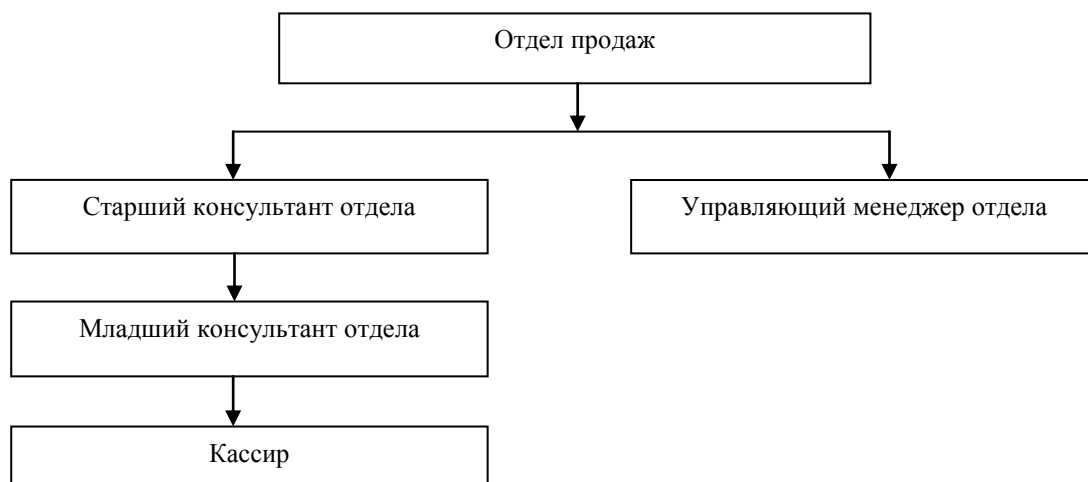 Отдел продаж
Старший консультант отдела
Управляющий менеджер отдела
Младший консультант отдела
Кассир